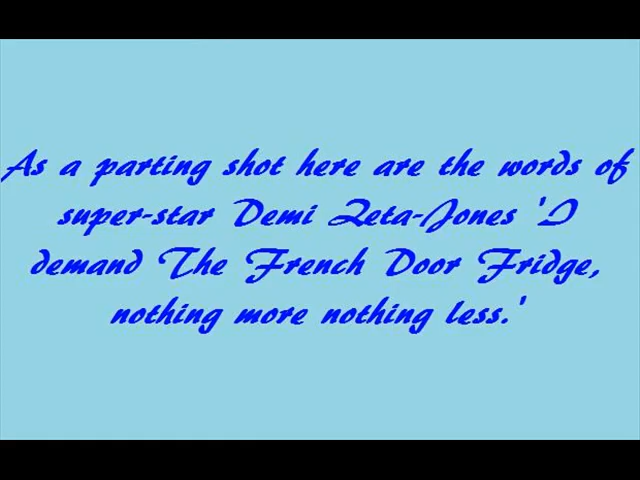 As a parting shot here are the words of
super-star Demi Zeta-Jones 'I
demand The French Door Fridge,
nothing more nothing less.'